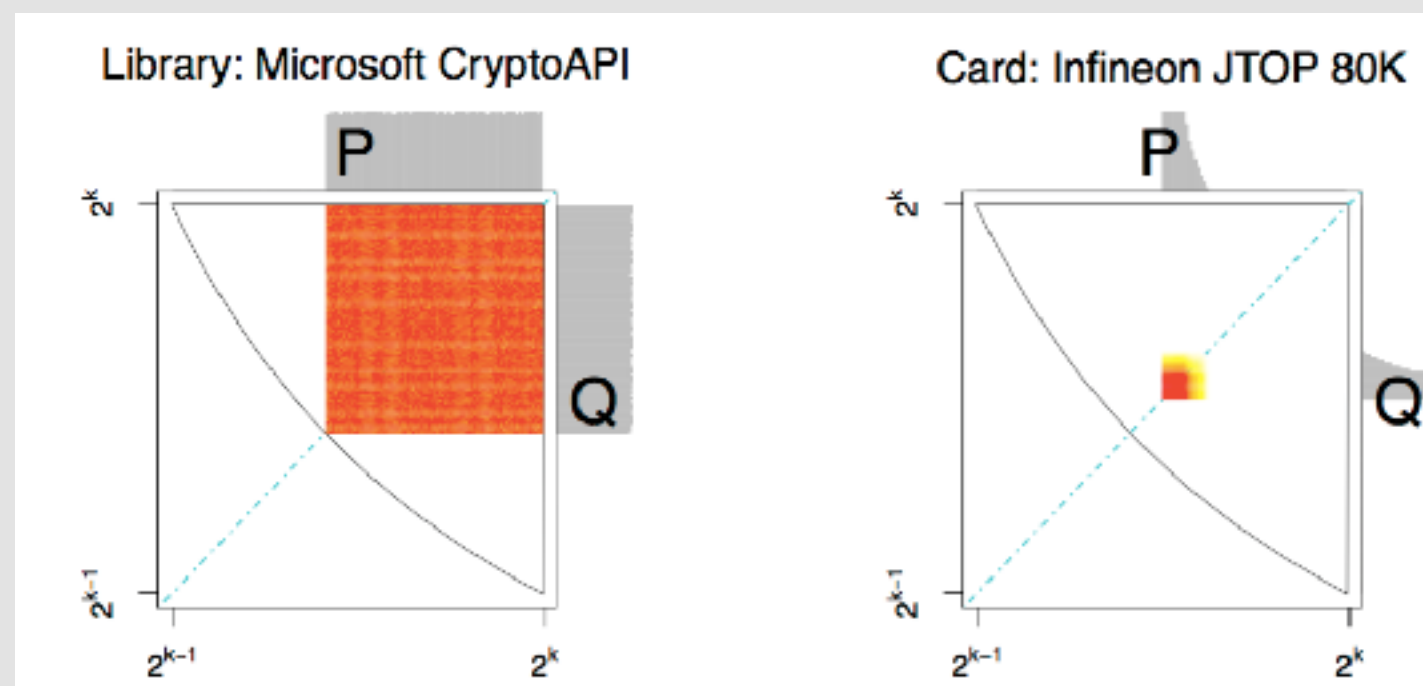 Library: Microsoft CryptoAPI
P
2^k
Q
2^k-1
2^k-1
2^k
Card: Infineon JTOP 80K
P
2^k
Q
2^k-1
2^k-1
2^k